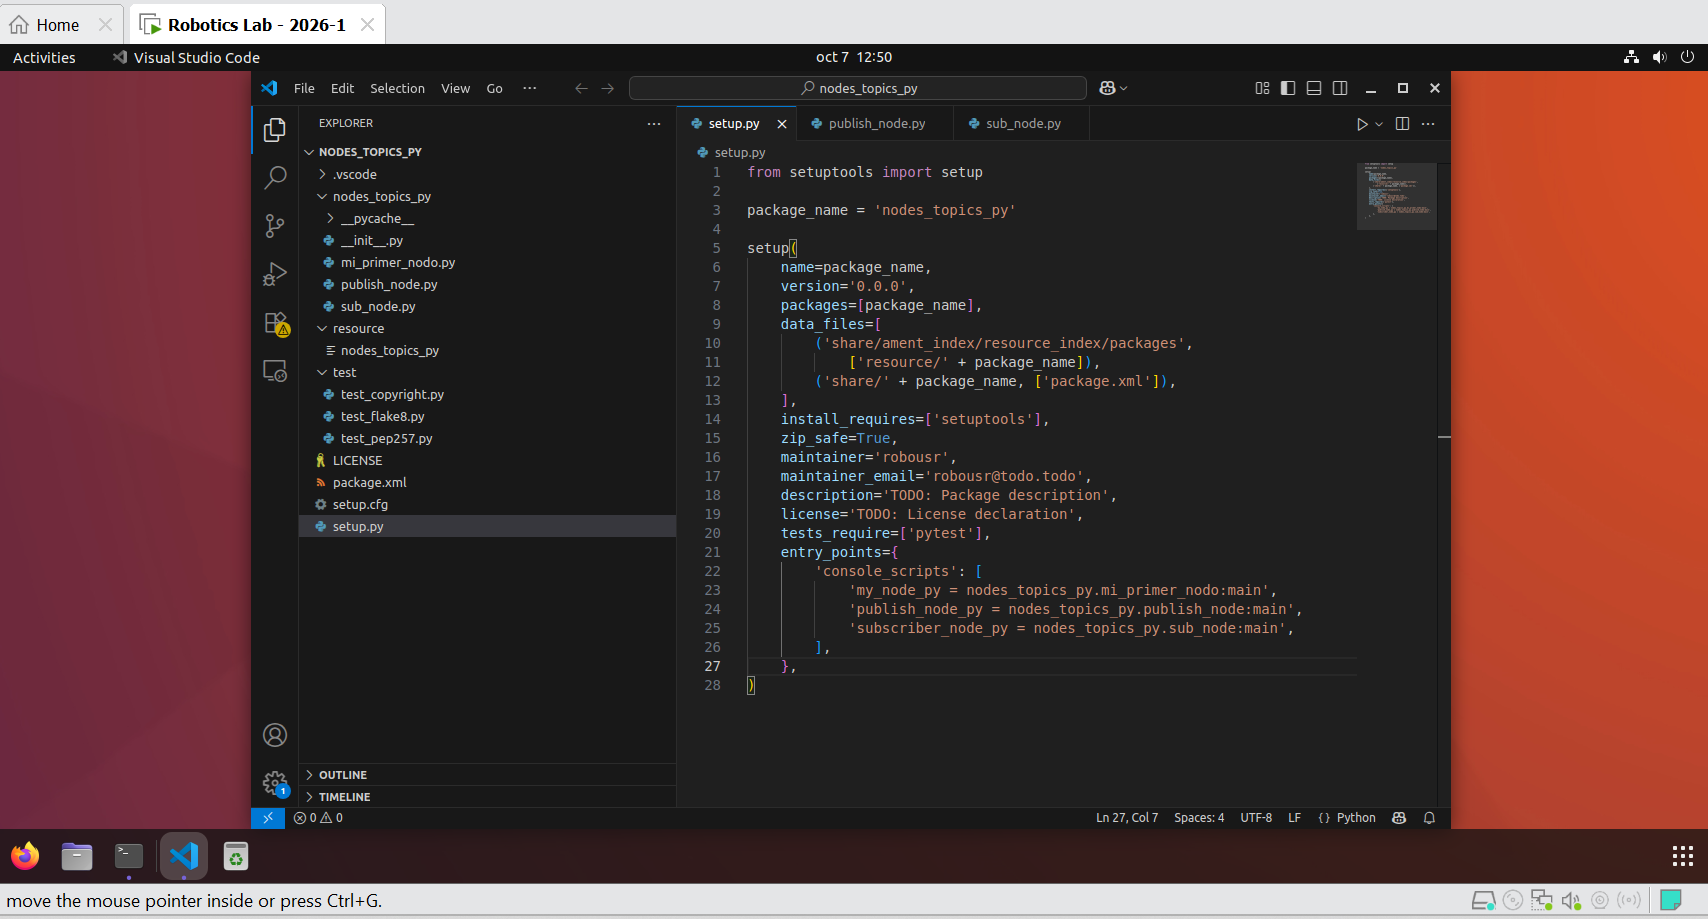 Home
Robotics Lab - 2026-1
Activities
Visual Studio Code
oct 7 12:50
File Edit Selection View Go ···
nodes_topics_py
EXPLORER
NODES_TOPICS_PY
.vscode
nodes_topics_py
__pycache__
__init__.py
mi_primer_nodo.py
publish_node.py
sub_node.py
resource
nodes_topics_py
test
test_copyright.py
test_flake8.py
test_pep257.py
LICENSE
package.xml
setup.cfg
setup.py
OUTLINE
TIMELINE
setup.py
publish_node.py
sub_node.py
setup.py
1 from setuptools import setup
2
3 package_name = 'nodes_topics_py'
4
5 setup(
6 name=package_name,
7 version='0.0.0',
8 packages=[package_name],
9 data_files=[
10 ('share/ament_index/resource_index/packages',
11 ['resource/' + package_name]),
12 ('share/' + package_name, ['package.xml']),
13 ],
14 install_requires=['setuptools'],
15 zip_safe=True,
16 maintainer='robousr',
17 maintainer_email='robousr@todo.todo',
18 description='TODO: Package description',
19 license='TODO: License declaration',
20 tests_require=['pytest'],
21 entry_points={
22 'console_scripts': [
23 'my_node_py = nodes_topics_py.mi_primer_nodo:main',
24 'publish_node_py = nodes_topics_py.publish_node:main',
25 'subscriber_node_py = nodes_topics_py.sub_node:main',
26 ],
27 },
28 )
1
0 0
Ln 27, Col 7 Spaces: 4 UTF-8 LF {} Python
move the mouse pointer inside or press Ctrl+G.